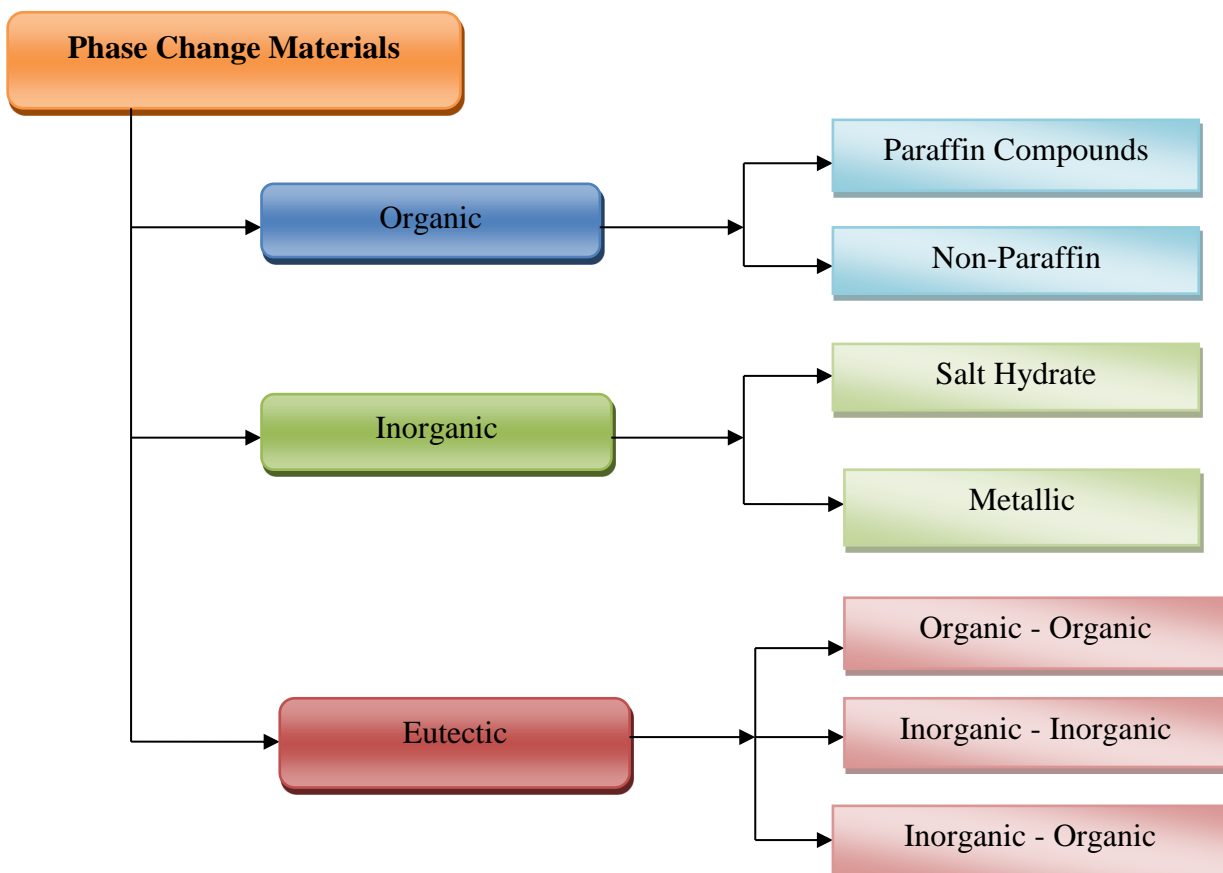 Phase Change Materials
Paraffin Compounds
Organic
Non-Paraffin
Salt Hydrate
Inorganic
Metallic
Organic - Organic
Eutectic
Inorganic - Inorganic
Inorganic - Organic